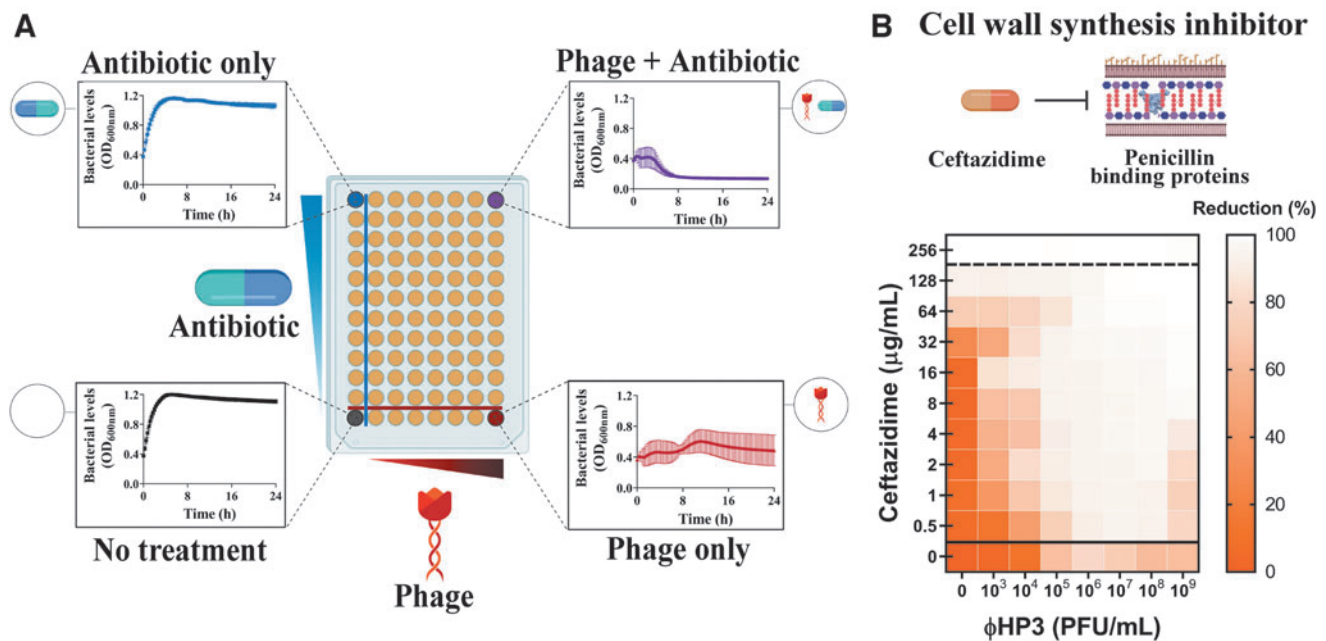 A
Antibiotic only
Bacterial levels
(OD600nm)
1.2
0.8
0.4
0.0
0 8 16 24
Time (h)
Phage + Antibiotic
Bacterial levels
(OD600nm)
1.2
0.8
0.4
0.0
0 8 16 24
Time (h)
Antibiotic
Bacterial levels
(OD600nm)
1.2
0.8
0.4
0.0
0 8 16 24
Time (h)
No treatment
Bacterial levels
(OD600nm)
1.2
0.8
0.4
0.0
0 4 8 12 16 20 24
Time (h)
Phage only
Phage
B
Cell wall synthesis inhibitor
Ceftazidime
Penicillin
binding proteins
Reduction (%)
100
80
60
40
20
0
Ceftazidime (μg/mL)
256
128
64
32
16
8
4
2
1
0.5
0
0 10³ 10⁴ 10⁵ 10⁶ 10⁷ 10⁸ 10⁹
ϕHP3 (PFU/mL)